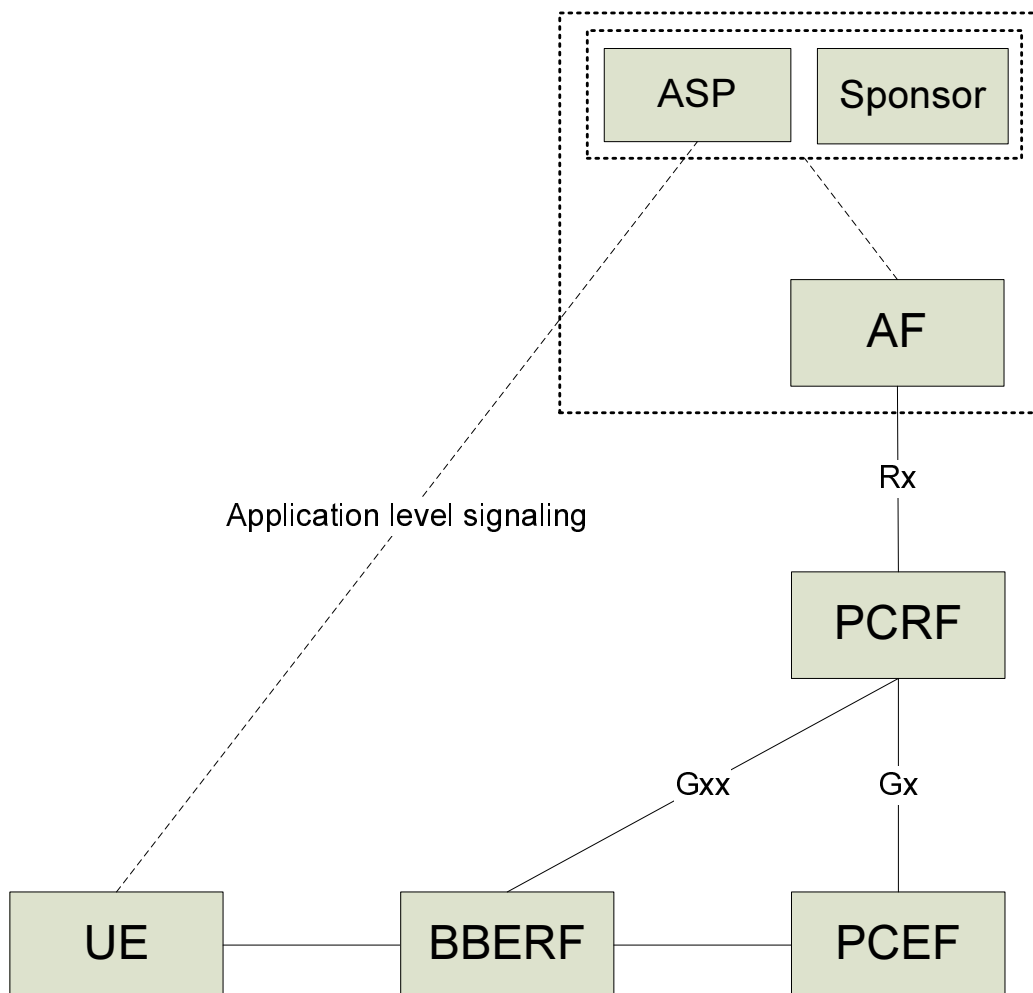 ASP
Sponsor
AF
Rx
Application level signaling
PCRF
Gxx
Gx
UE
BBERF
PCEF